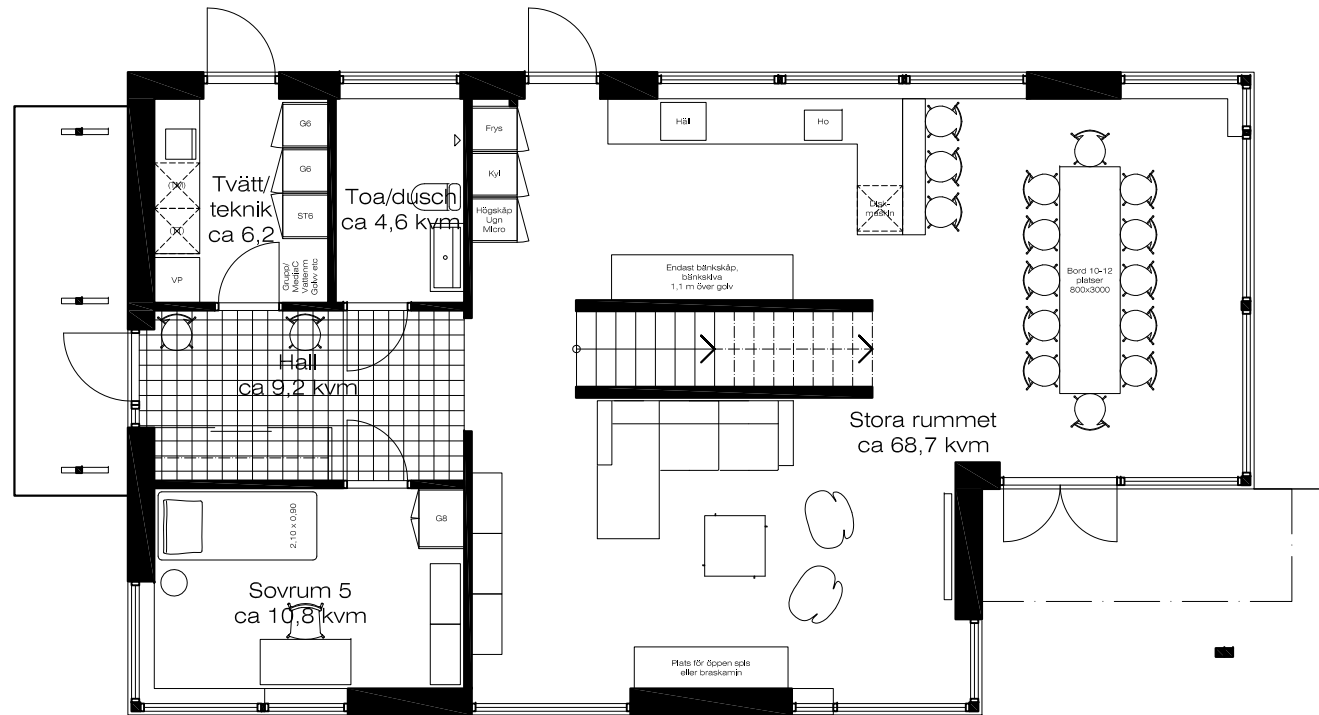 G6
G6
ST6
(TM)
(TT)
VP
Tvätt/
teknik
ca 6,2
Grupp/
MediaC
Vattenm
Golvv etc
Toa/dusch
ca 4,6 kvm
Frys
Kyl
Högskåp
Ugn
Micro
Häll
Ho
Disk-
maskin
Endast bänkskåp,
bänkskiva
1,1 m över golv
Bord 10-12
platser
800x3000
Hall
ca 9,2 kvm
Stora rummet
ca 68,7 kvm
2,10 x 0,90
G8
Sovrum 5
ca 10,8 kvm
Plats för öppen spis
eller braskamin